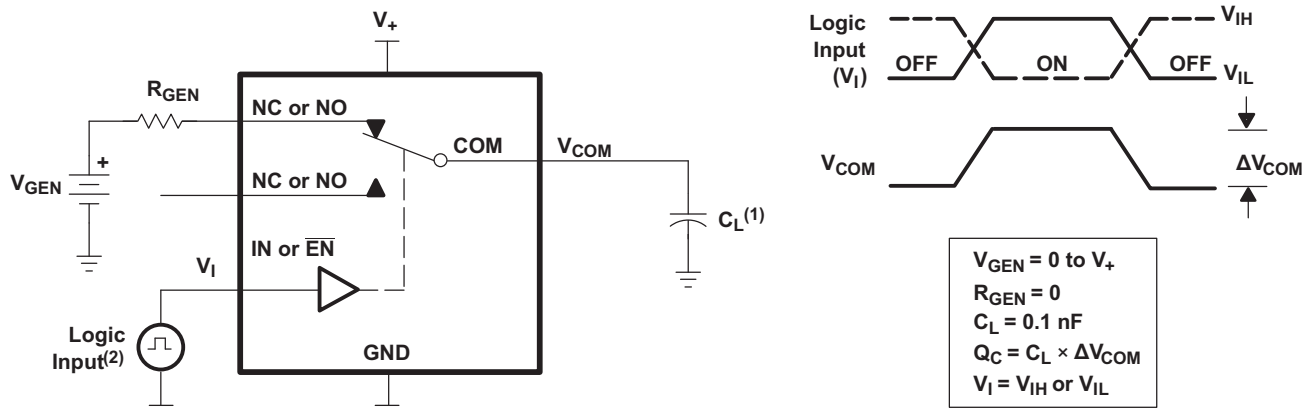 V+
RGEN
NC or NO
COM
VCOM
VGEN
+
NC or NO
CL(1)
IN or EN
VI
Logic
Input(2)
GND
Logic
Input
(VI)
VIH
OFF
ON
OFF
VIL
VCOM
ΔVCOM
VGEN = 0 to V+
RGEN = 0
CL = 0.1 nF
QC = CL × ΔVCOM
VI = VIH or VIL